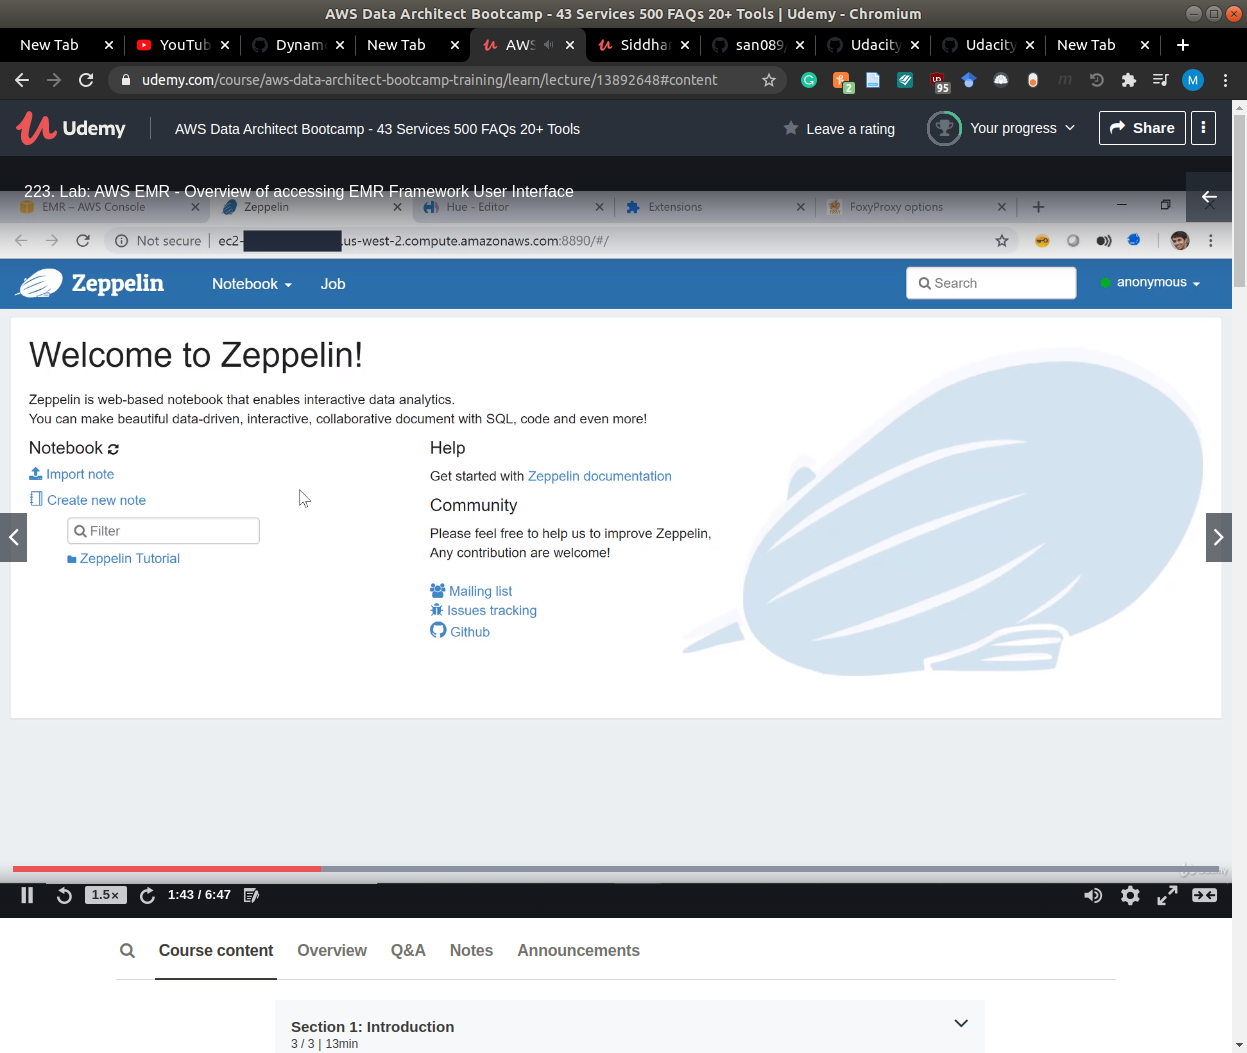 AWS Data Architect Bootcamp - 43 Services 500 FAQs 20+ Tools | Udemy - Chromium
New Tab
YouTub
Dynam
New Tab
AWS
Siddha
san089
Udacity
Udacity
New Tab
udemy.com/course/aws-data-architect-bootcamp-training/learn/lecture/13892648#content
2
95
M
Udemy
AWS Data Architect Bootcamp - 43 Services 500 FAQs 20+ Tools
Leave a rating
Your progress
Share
223. Lab: AWS EMR - Overview of accessing EMR Framework User Interface
EMR – AWS Console
Zeppelin
Hue - Editor
Extensions
FoxyProxy options
Not secure | ec2-
.us-west-2.compute.amazonaws.com:8890/#/
Zeppelin
Notebook
Job
Search
anonymous
Welcome to Zeppelin!
Zeppelin is web-based notebook that enables interactive data analytics.
You can make beautiful data-driven, interactive, collaborative document with SQL, code and even more!
Notebook
Import note
Create new note
Filter
Zeppelin Tutorial
Help
Get started with Zeppelin documentation
Community
Please feel free to help us to improve Zeppelin,
Any contribution are welcome!
Mailing list
Issues tracking
Github
1.5×
1:43 / 6:47
Course content
Overview
Q&A
Notes
Announcements
Section 1: Introduction
3 / 3 | 13min